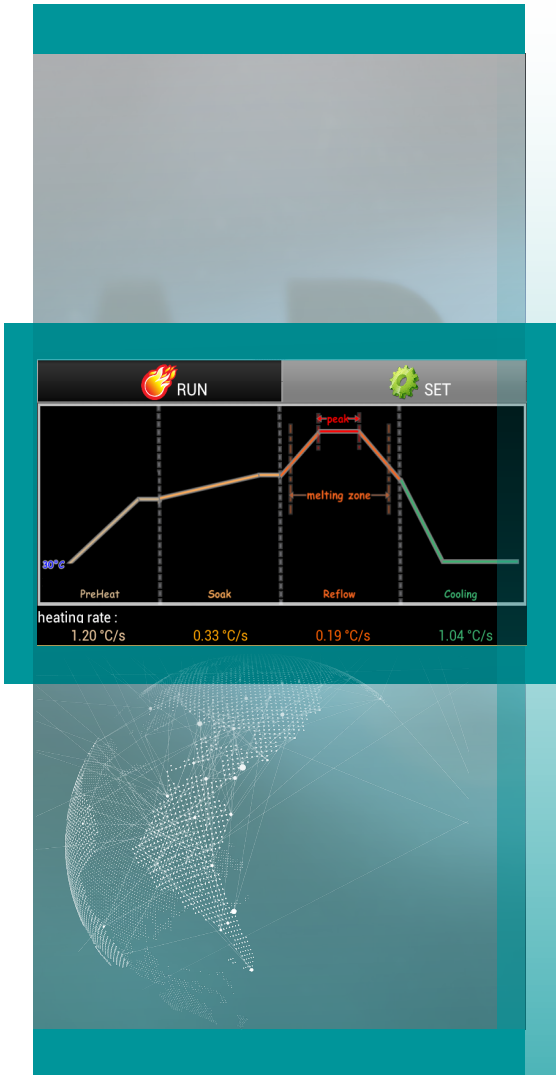 RUN
SET
peak
melting zone
30°C
PreHeat
Soak
Reflow
Cooling
heating rate :
1.20 °C/s
0.33 °C/s
0.19 °C/s
1.04 °C/s